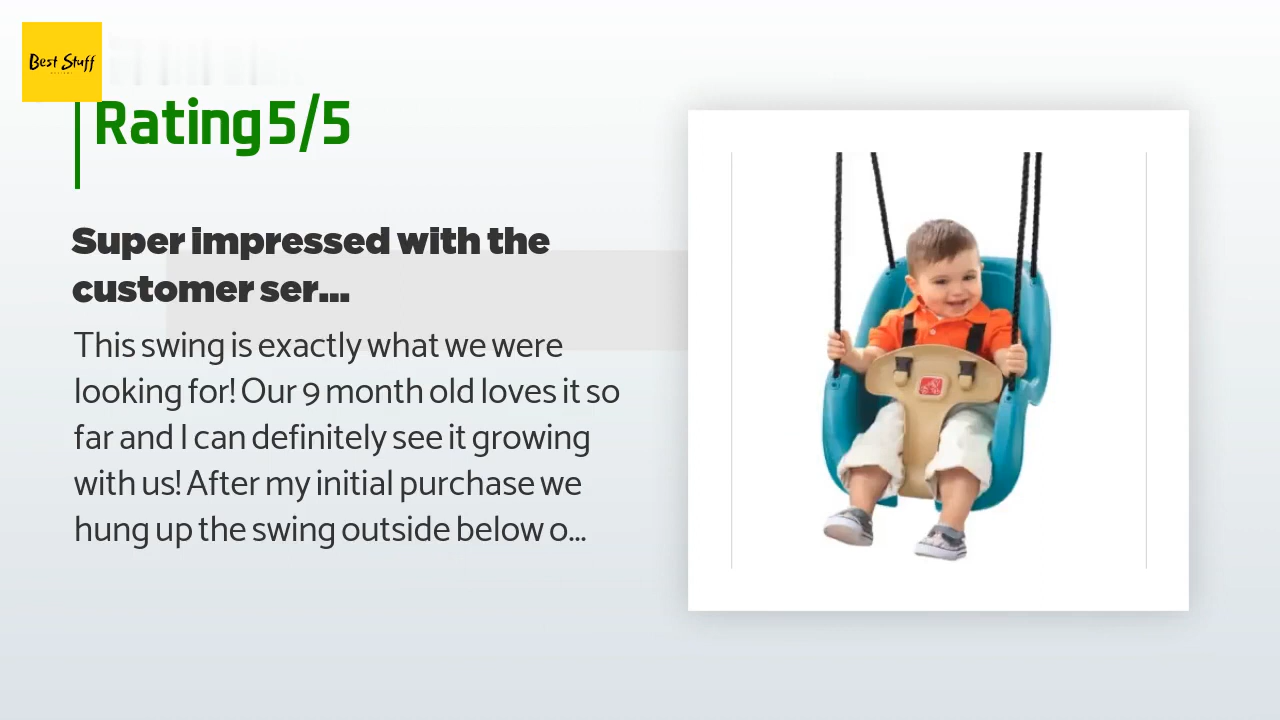 Best Stuff
Rating 5/5
Super impressed with the
customer ser...
This swing is exactly what we were
looking for! Our 9 month old loves it so
far and I can definitely see it growing
with us! After my initial purchase we
hung up the swing outside below o...